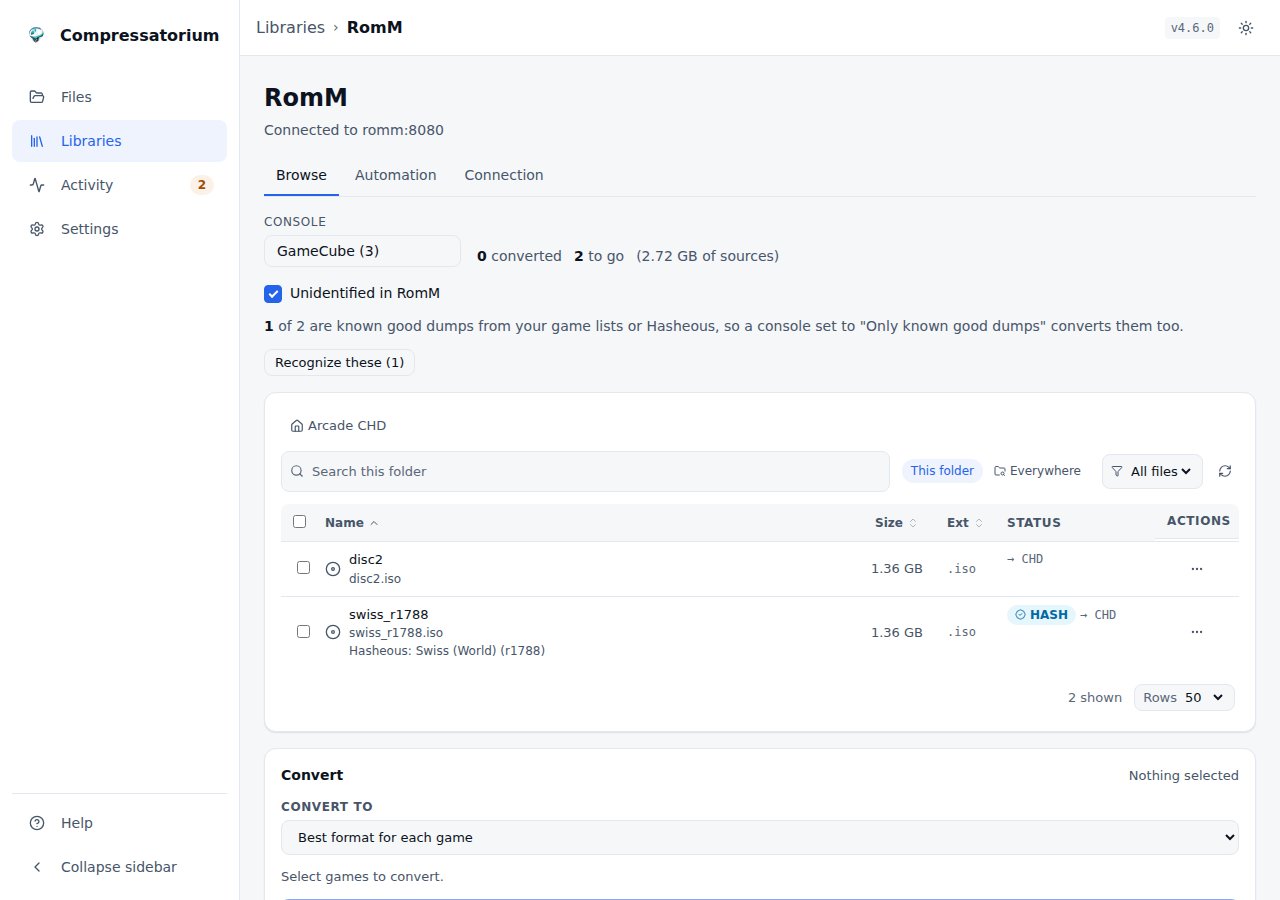 Compressatorium
Libraries › RomM
v4.6.0
Files
Libraries
Activity 2
Settings
Help
Collapse sidebar
RomM
Connected to romm:8080
Browse Automation Connection
CONSOLE
GameCube (3)
0 converted 2 to go (2.72 GB of sources)
Unidentified in RomM
1 of 2 are known good dumps from your game lists or Hasheous, so a console set to "Only known good dumps" converts them too.
Recognize these (1)
Arcade CHD
Search this folder This folder Everywhere All files
Name Size Ext STATUS ACTIONS
disc2
disc2.iso
1.36 GB .iso → CHD ···
swiss_r1788
swiss_r1788.iso
Hasheous: Swiss (World) (r1788)
1.36 GB .iso HASH → CHD ···
2 shown Rows 50
Convert Nothing selected
CONVERT TO
Best format for each game
Select games to convert.